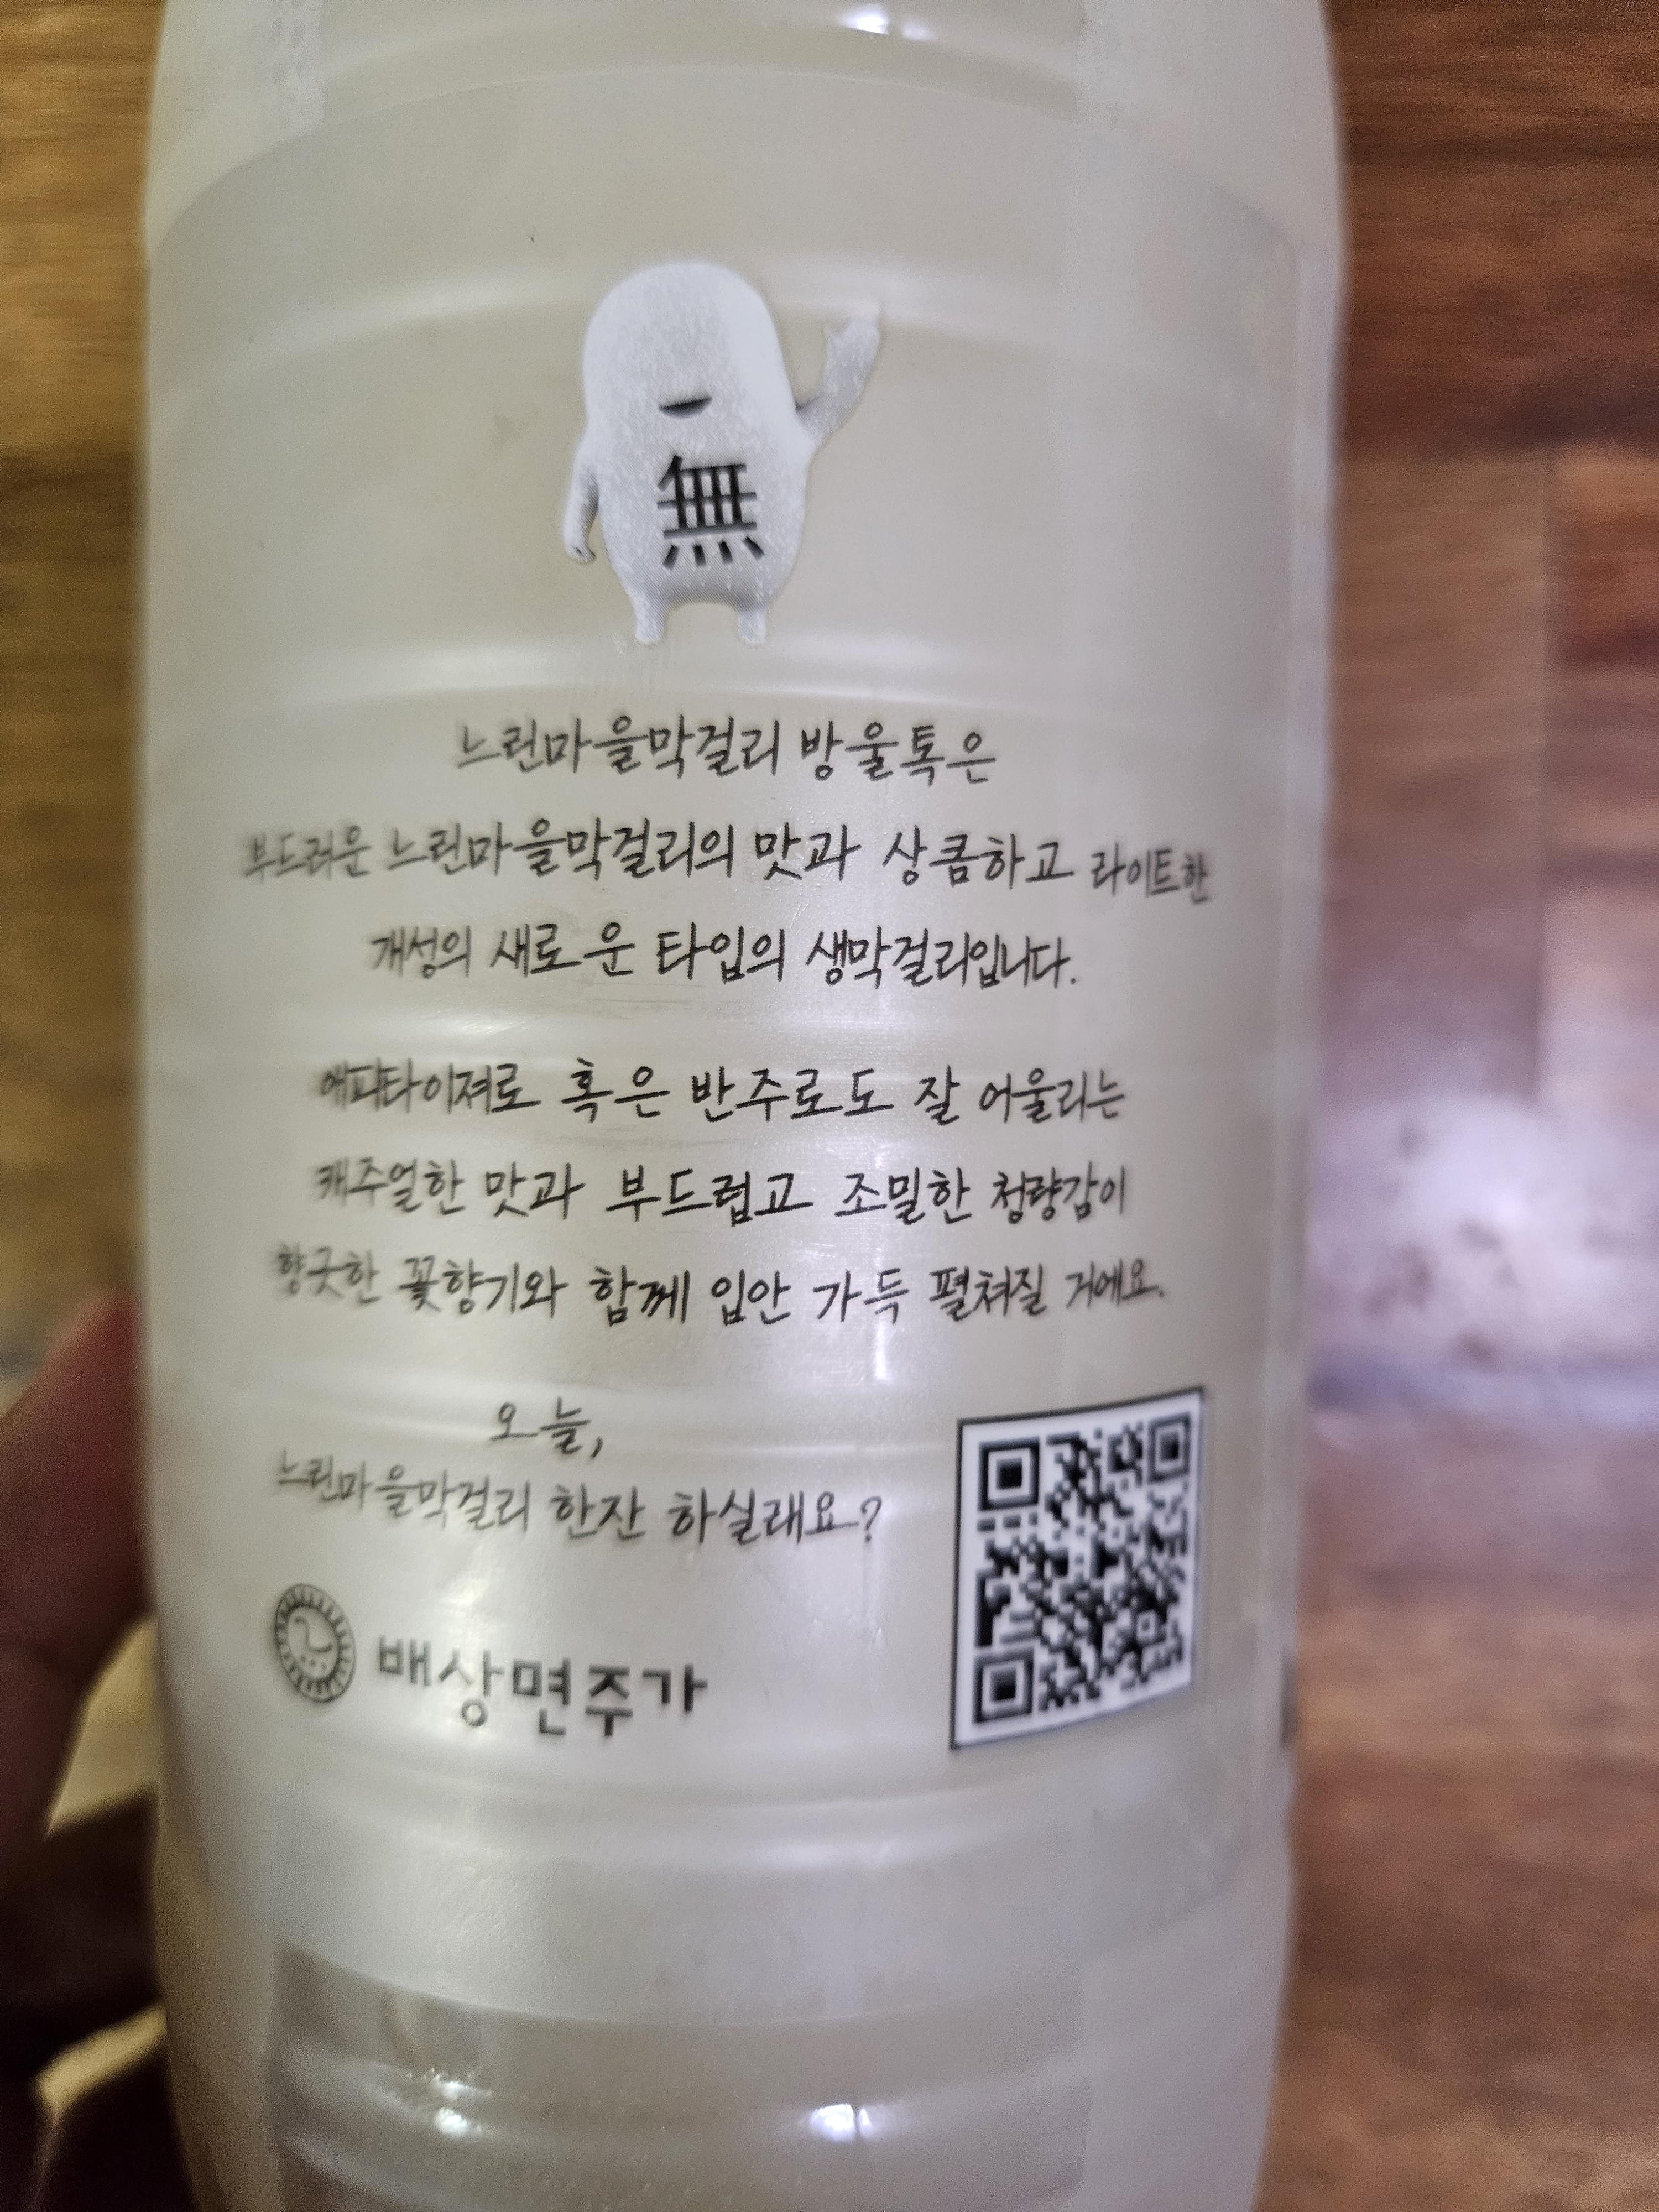 無
느린마을막걸리 방울톡은
부드러운 느린마을막걸리의 맛과 상큼하고 라이트한
개성의 새로운 타입의 생막걸리입니다.
에피타이져로 혹은 반주로도 잘 어울리는
캐주얼한 맛과 부드럽고 조밀한 청량감이
향긋한 꽃향기와 함께 입안 가득 펼쳐질 거에요.
오늘,
느린마을막걸리 한잔 하실래요?
배상면주가